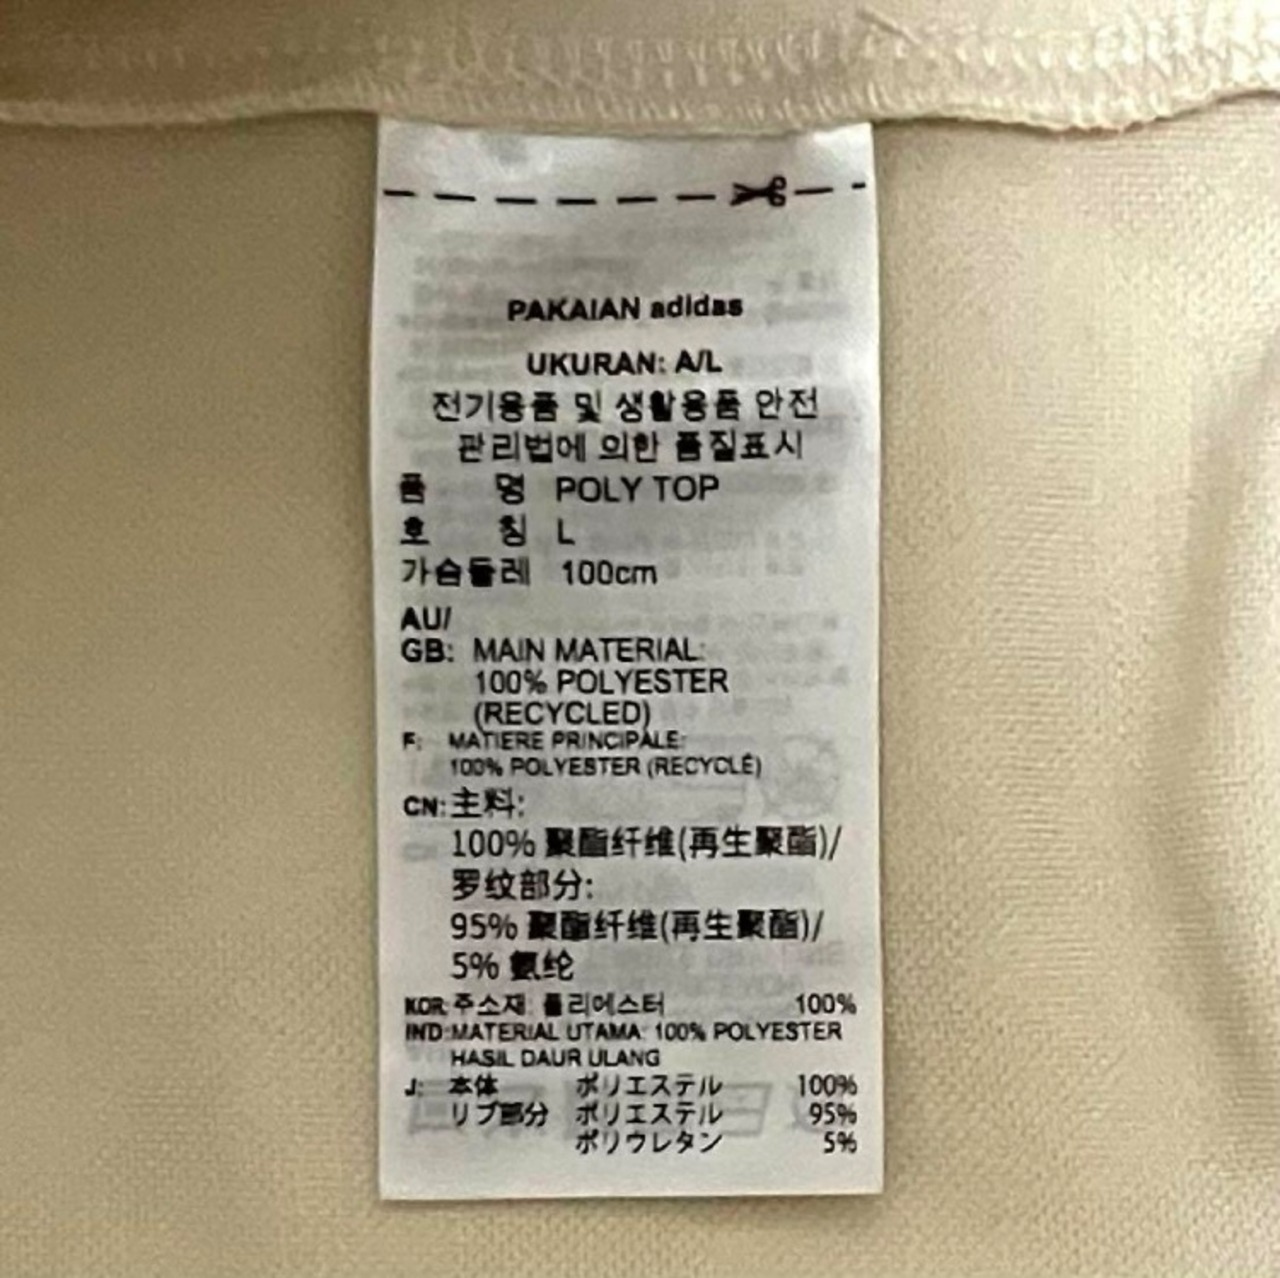 PAKAIAN adidas
UKURAN: A/L
전기용품 및 생활용품 안전
관리법에 의한 품질표시
품 명 POLY TOP
호 칭 L
가슴둘레 100cm
AU/
GB: MAIN MATERIAL:
100% POLYESTER
(RECYCLED)
F: MATIERE PRINCIPALE:
100% POLYESTER (RECYCLÉ)
CN: 主料:
100% 聚酯纤维(再生聚酯)/
罗纹部分:
95% 聚酯纤维(再生聚酯)/
5% 氨纶
KOR: 주소재: 폴리에스터 100%
IND: MATERIAL UTAMA: 100% POLYESTER
HASIL DAUR ULANG
J: 本体 ポリエステル 100%
リブ部分 ポリエステル 95%
ポリウレタン 5%